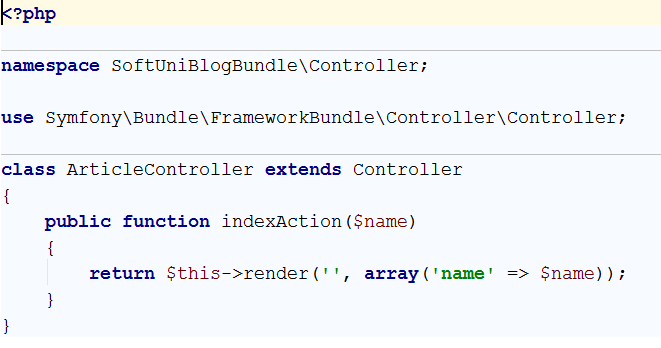 <?php
namespace SoftUniBlogBundle\Controller;
use Symfony\Bundle\FrameworkBundle\Controller\Controller;
class ArticleController extends Controller
{
    public function indexAction($name)
    {
        return $this->render('', array('name' => $name));
    }
}